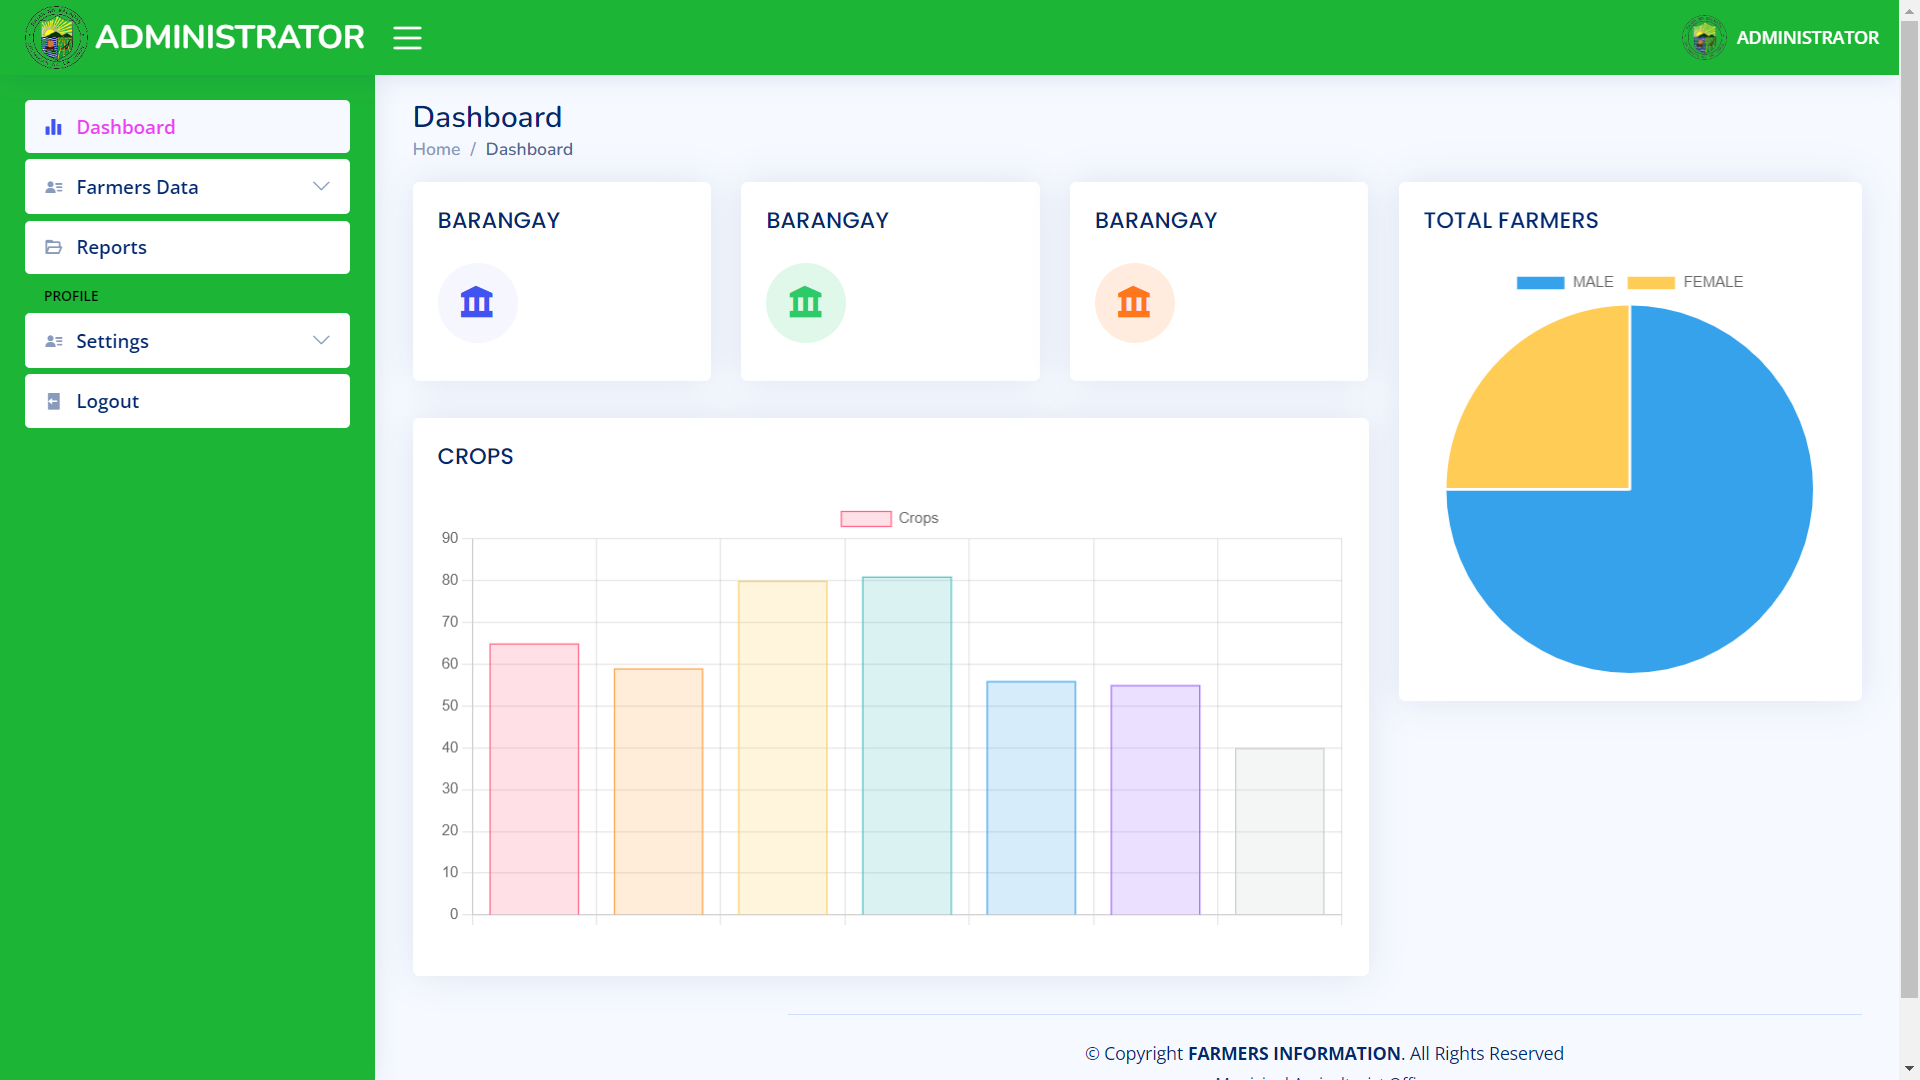 ADMINISTRATOR
ADMINISTRATOR
Dashboard
Farmers Data
Reports
PROFILE
Settings
Logout
Dashboard
Home / Dashboard
BARANGAY
BARANGAY
BARANGAY
TOTAL FARMERS
MALE FEMALE
CROPS
Crops
90
80
70
60
50
40
30
20
10
0
© Copyright FARMERS INFORMATION. All Rights Reserved